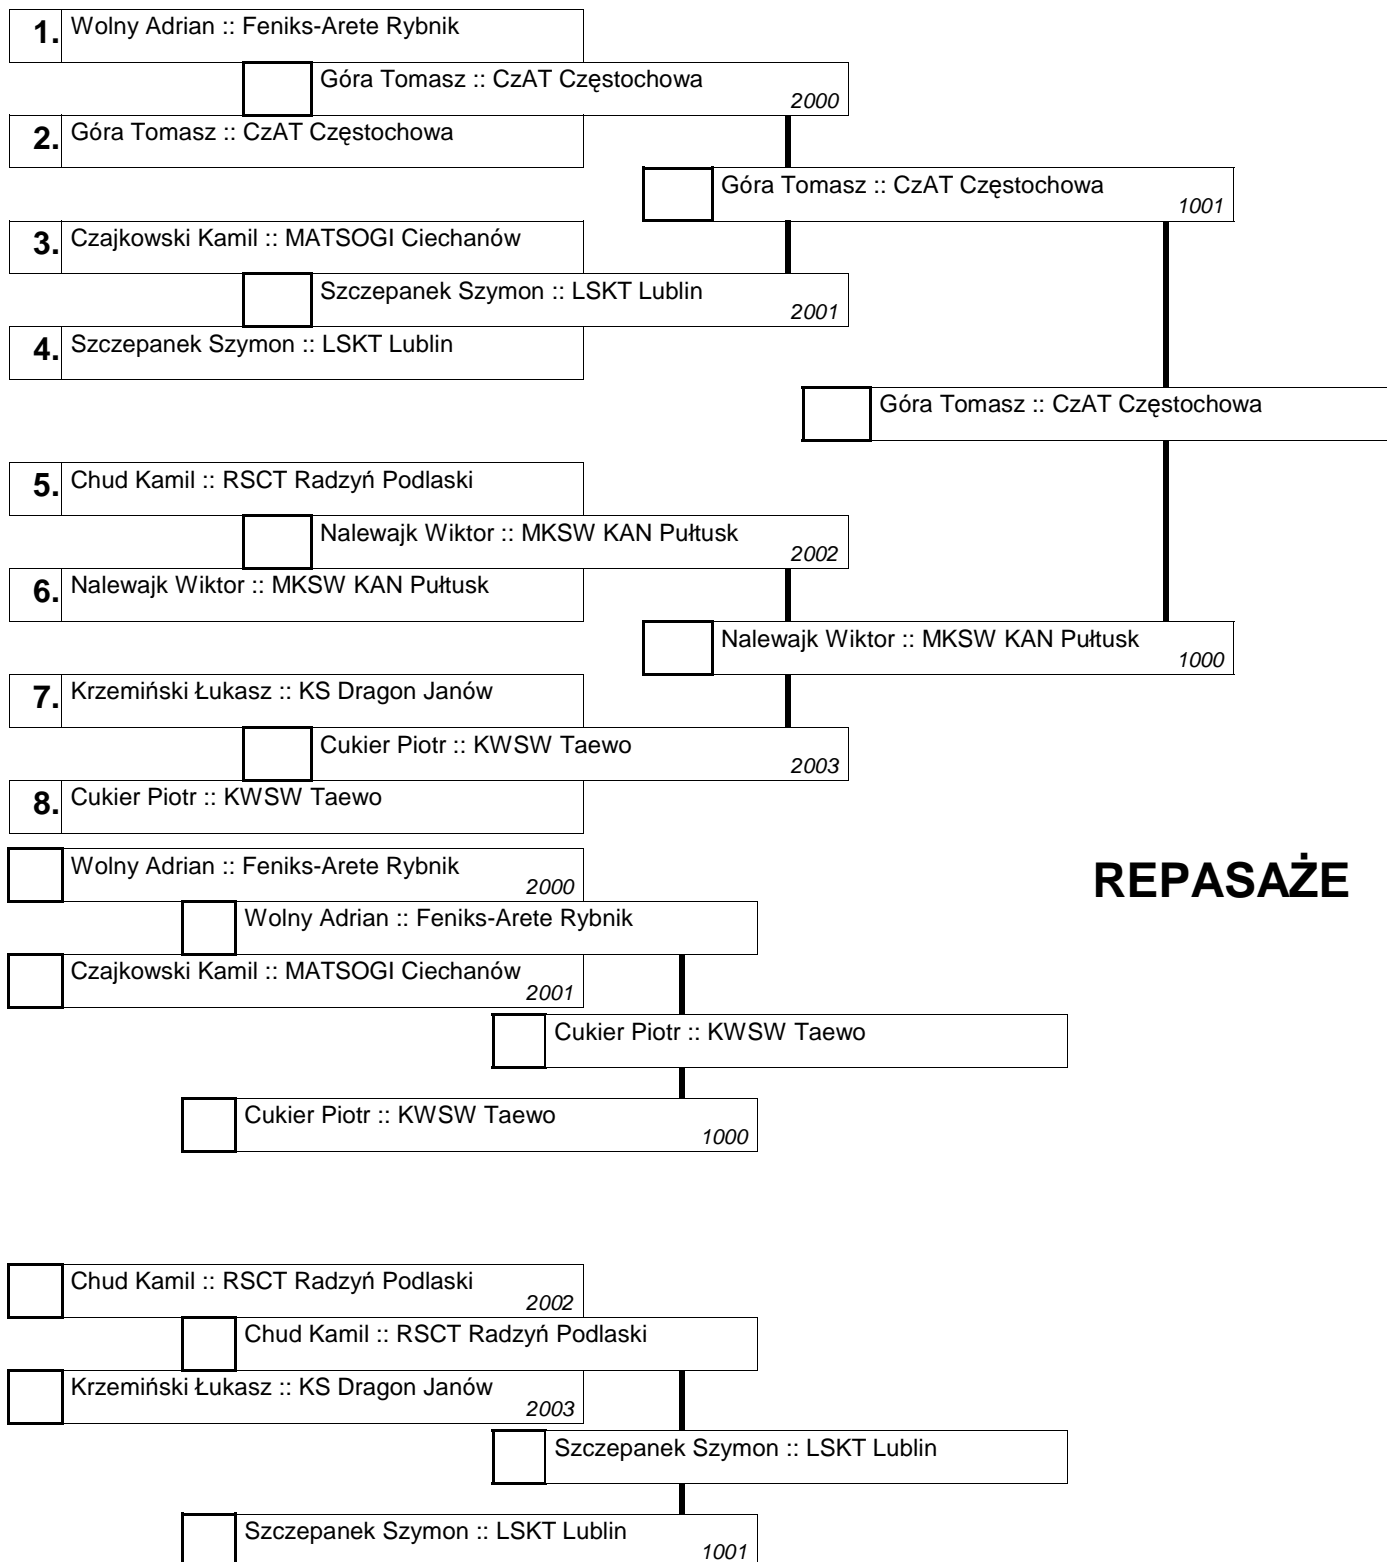 1. Wolny Adrian :: Feniks-Arete Rybnik
Góra Tomasz :: CzAT Częstochowa
2000
2. Góra Tomasz :: CzAT Częstochowa
Góra Tomasz :: CzAT Częstochowa
1001
3. Czajkowski Kamil :: MATSOGI Ciechanów
Szczepanek Szymon :: LSKT Lublin
2001
4. Szczepanek Szymon :: LSKT Lublin
Góra Tomasz :: CzAT Częstochowa
5. Chud Kamil :: RSCT Radzyń Podlaski
Nalewajk Wiktor :: MKSW KAN Pułtusk
2002
6. Nalewajk Wiktor :: MKSW KAN Pułtusk
Nalewajk Wiktor :: MKSW KAN Pułtusk
1000
7. Krzemiński Łukasz :: KS Dragon Janów
Cukier Piotr :: KWSW Taewo
2003
8. Cukier Piotr :: KWSW Taewo
Wolny Adrian :: Feniks-Arete Rybnik
2000
REPASAŻE
Wolny Adrian :: Feniks-Arete Rybnik
Czajkowski Kamil :: MATSOGI Ciechanów
2001
Cukier Piotr :: KWSW Taewo
Cukier Piotr :: KWSW Taewo
1000
Chud Kamil :: RSCT Radzyń Podlaski
2002
Chud Kamil :: RSCT Radzyń Podlaski
Krzemiński Łukasz :: KS Dragon Janów
2003
Szczepanek Szymon :: LSKT Lublin
Szczepanek Szymon :: LSKT Lublin
1001